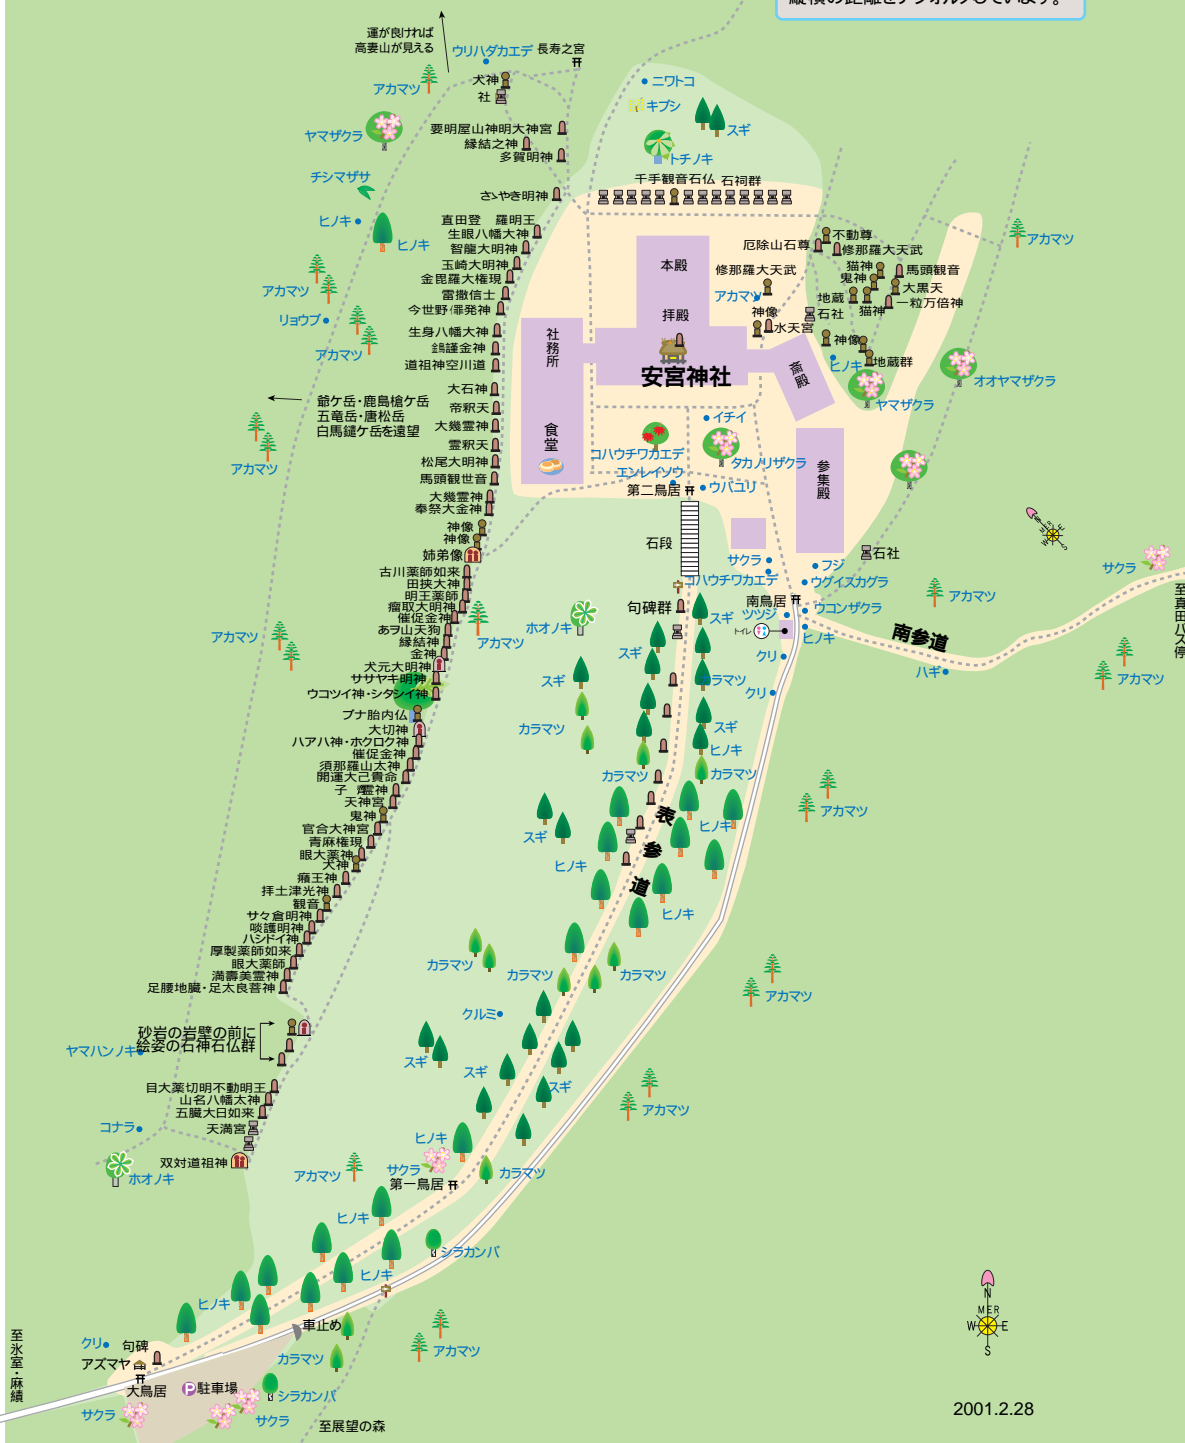 縦横の距離をデフォルメしています。
運が良ければ
高妻山が見える
ウリハダカエデ
長寿之宮
アカマツ
犬神
社
ニワトコ
キブシ
スギ
ヤマザクラ
要明屋山神明大神宮
縁結之神
多賀明神
トチノキ
チシマザサ
千手観音石仏
石祠群
さゝやき明神
ヒノキ
ヒノキ
直田登 羅明王
生眼八幡大神
智龍大明神
玉崎大明神
金毘羅大権現
雷撒信士
今世野 罪発神
生身八幡大神
鎢謹金神
道祖神空川道
大石神
帝釈天
大幾霊神
霊釈天
松尾大明神
馬頭観世音
大幾霊神
奉祭大金神
神像
神像
姉弟像
アカマツ
リョウブ
アカマツ
爺ケ岳・鹿島槍ケ岳
五竜岳・唐松岳
白馬鑓ケ岳を遠望
アカマツ
本殿
拝殿
安宮神社
社務所
食堂
斎殿
参集殿
厄除山石尊
不動尊
修那羅大天武
修那羅大天武
アカマツ
猫神
鬼神
馬頭観音
大黒天
地蔵
猫神
一粒万倍神
石社
神像
水天宮
神像
地蔵群
ヒノキ
ヤマザクラ
オオヤマザクラ
アカマツ
イチイ
コハウチワカエデ
エンレイソウ
タカノリザクラ
第二鳥居
ウバユリ
石段
サクラ
コハウチワカエデ
フジ
石社
ウグイスカグラ
南鳥居
ツツジ
ウコンザクラ
トイレ
ヒノキ
クリ
クリ
南参道
ハギ
アカマツ
サクラ
アカマツ
至真田バス停
古川薬師如来
田挟大神
明王薬師
瘤取大明神
催促金神
あヲ山天狗
縁結神
金神
犬元大明神
ササヤキ明神
ウコツイ神・シタシイ神
ブナ胎内仏
大切神
ハアハ神・ホクロク神
催促金神
須那羅山太神
開運大己貴命
子 霊神
天神宮
鬼神
官合大神宮
青麻権現
眼大薬神
犬神
癪王神
拝土津光神
観音
サ々倉明神
啖護明神
ハシドイ神
厚製薬師如来
眼大薬師
満壽美霊神
足腰地臓・足太良菩神
砂岩の岩壁の前に
絵姿の石神石仏群
ヤマハンノキ
目大薬切明不動明王
山名八幡太神
五臓大日如来
天満宮
双対道祖神
コナラ
ホオノキ
アカマツ
アカマツ
ホオノキ
句碑群
スギ
スギ
スギ
カラマツ
カラマツ
スギ
ヒノキ
カラマツ
カラマツ
アカマツ
表参道
スギ
ヒノキ
ヒノキ
ヒノキ
カラマツ
カラマツ
カラマツ
アカマツ
クルミ
スギ
スギ
スギ
アカマツ
ヒノキ
サクラ
第一鳥居
カラマツ
アカマツ
ヒノキ
シラカンバ
ヒノキ
ヒノキ
車止め
カラマツ
アカマツ
クリ
句碑
アズマヤ
大鳥居
P
駐車場
シラカンバ
サクラ
サクラ
至展望の森
至氷室・麻績
N
MER
W
E
S
2001.2.28